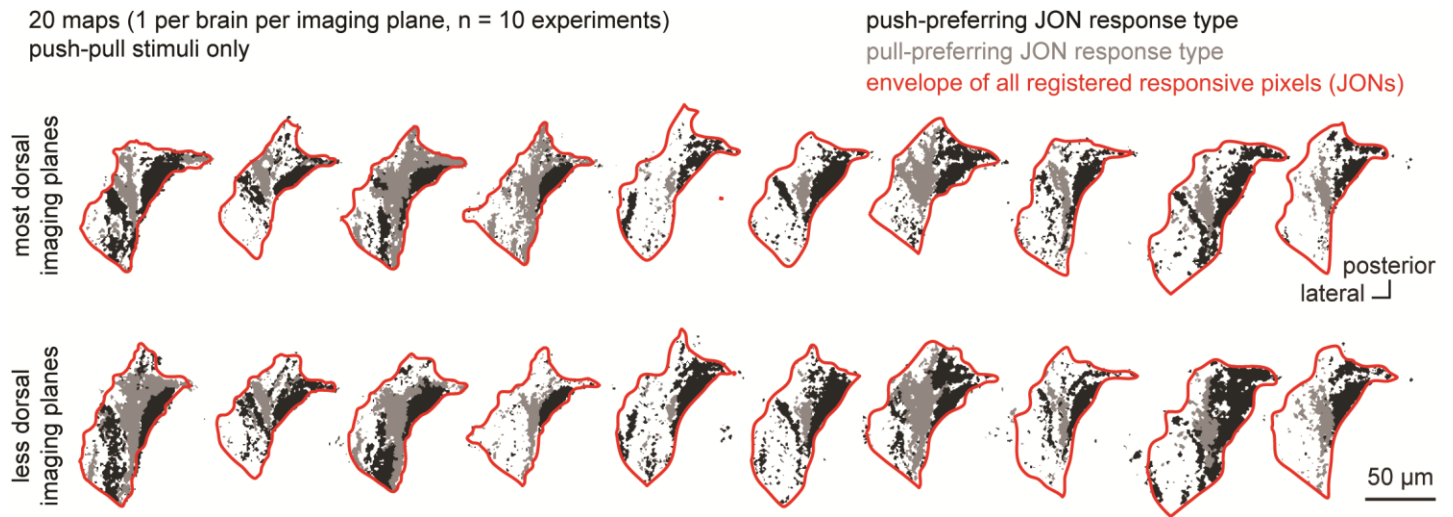 20 maps (1 per brain per imaging plane, n = 10 experiments)
push-pull stimuli only
push-preferring JON response type
pull-preferring JON response type
envelope of all registered responsive pixels (JONs)
most dorsal
imaging planes
posterior
lateral
less dorsal
imaging planes
50 µm